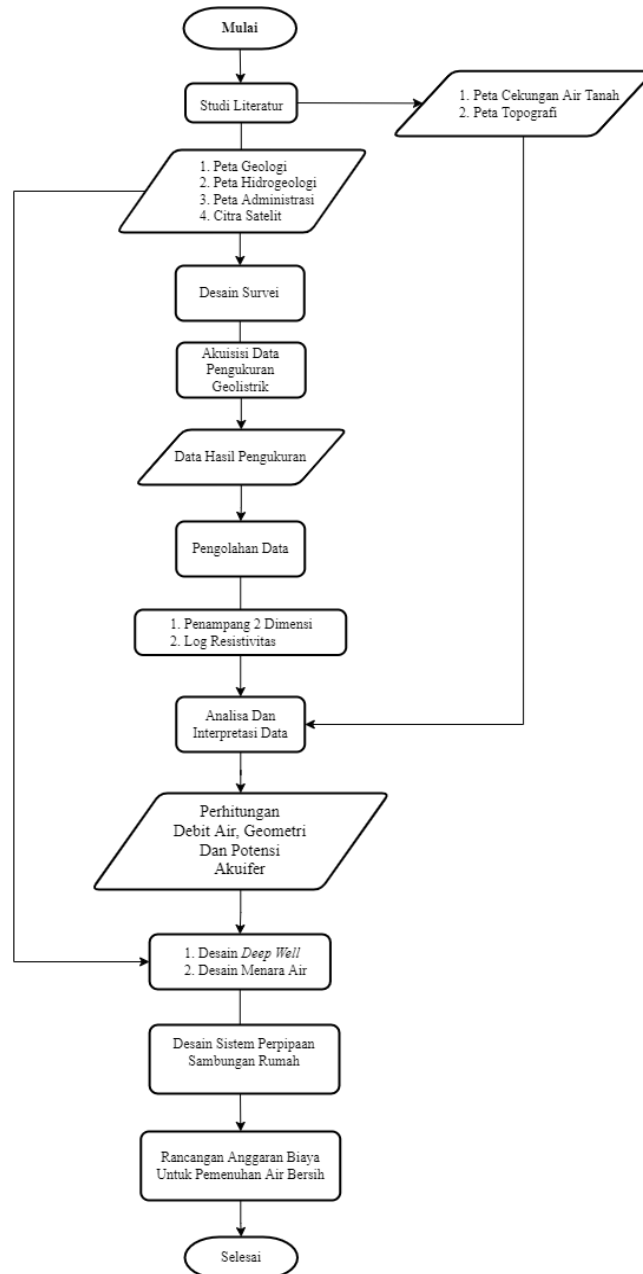 Mulai
Studi Literatur
1. Peta Cekungan Air Tanah
2. Peta Topografi
1. Peta Geologi
2. Peta Hidrogeologi
3. Peta Administrasi
4. Citra Satelit
Desain Survei
Akuisisi Data
Pengukuran
Geolistrik
Data Hasil Pengukuran
Pengolahan Data
1. Penampang 2 Dimensi
2. Log Resistivitas
Analisa Dan
Interpretasi Data
Perhitungan
Debit Air, Geometri
Dan Potensi
Akuifer
1. Desain Deep Well
2. Desain Menara Air
Desain Sistem Perpipaan
Sambungan Rumah
Rancangan Anggaran Biaya
Untuk Pemenuhan Air Bersih
Selesai